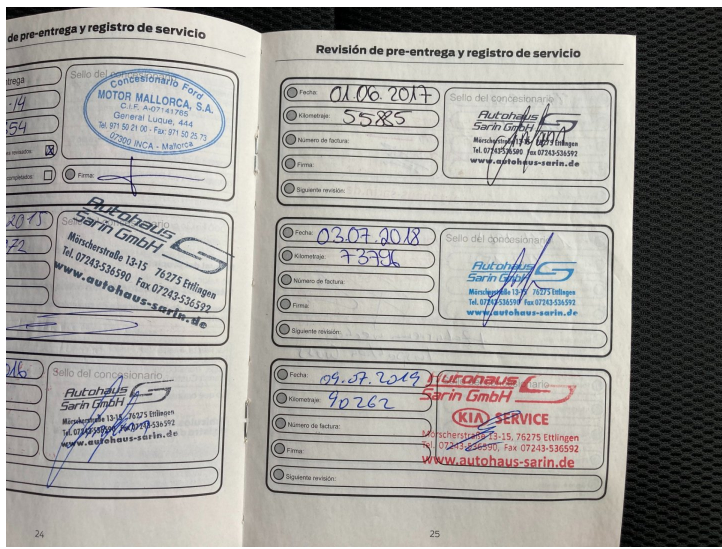 de pre-entrega y registro de servicio
trega
-14
54
Sello del concesionario
Concesionario Ford
MOTOR MALLORCA, S.A.
C.I.F. A-07141765
General Luque, 444
Tel. 971 50 21 00 - Fax: 971 50 25 73
07300 INCA - Mallorca
Firma:
2015
72
Autohaus
Sarin GmbH
Mörscherstraße 13-15 76275 Ettlingen
Tel. 07243-536590 Fax 07243-536592
www.autohaus-sarin.de
016
Sello del concesionario
Autohaus
Sarin GmbH
Mörscherstraße 13-15 76275 Ettlingen
Tel. 07243-536590 Fax 07243-536592
www.autohaus-sarin.de
24
Revisión de pre-entrega y registro de servicio
Fecha: 01.06.2017
Kilometraje: 55885
Número de factura:
Firma:
Siguiente revisión:
Sello del concesionario
Autohaus
Sarin GmbH
Mörscherstraße 13-15 76275 Ettlingen
Tel. 07243-536590 Fax 07243-536592
www.autohaus-sarin.de
Fecha: 03.07.2018
Kilometraje: 73796
Número de factura:
Firma:
Siguiente revisión:
Sello del concesionario
Autohaus
Sarin GmbH
Mörscherstraße 13-15 76275 Ettlingen
Tel. 07243-536590 Fax 07243-536592
www.autohaus-sarin.de
Fecha: 09.07.2019
Kilometraje: 90262
Número de factura:
Firma:
Siguiente revisión:
Autohaus
Sarin GmbH
KIA SERVICE
Mörscherstraße 13-15, 76275 Ettlingen
Tel. 07243-536590, Fax 07243-536592
www.autohaus-sarin.de
25